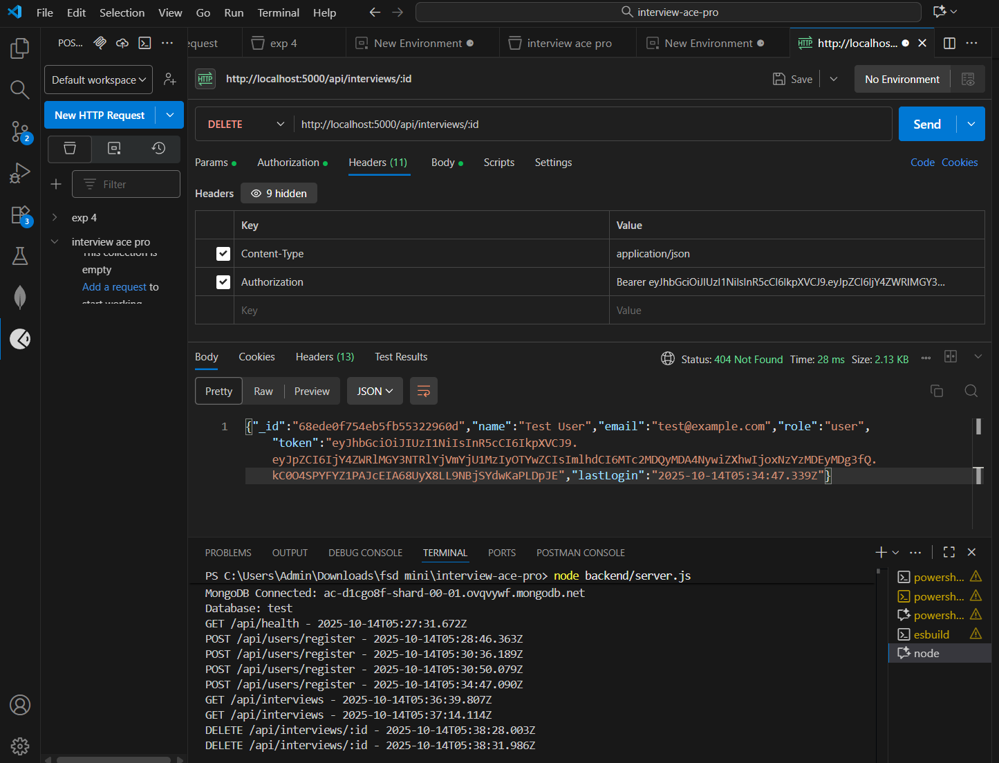 File Edit Selection View Go Run Terminal Help
interview-ace-pro
POS...
equest
exp 4
New Environment
interview ace pro
New Environment
HTTP http://localhos...
Default workspace
HTTP http://localhost:5000/api/interviews/:id
Save
No Environment
New HTTP Request
DELETE
http://localhost:5000/api/interviews/:id
Send
2
Params
Authorization
Headers (11)
Body
Scripts
Settings
Code
Cookies
Filter
Headers
9 hidden
exp 4
3
Key
Value
interview ace pro
This collection is
empty
Add a request to
start working
Content-Type
application/json
Authorization
Bearer eyJhbGciOiJIUzI1NiIsInR5cCI6IkpXVCJ9.eyJpZCI6IjY4ZWRlMGY3...
Key
Value
Body
Cookies
Headers (13)
Test Results
Status: 404 Not Found Time: 28 ms Size: 2.13 KB
Pretty
Raw
Preview
JSON
1
{"_id":"68ede0f754eb5fb55322960d","name":"Test User","email":"test@example.com","role":"user",
"token":"eyJhbGciOiJIUzI1NiIsInR5cCI6IkpXVCJ9.
eyJpZCI6IjY4ZWRlMGY3NTRlYjVmYjU1MzIyOTYwZCIsImlhdCI6MTc2MDQyMDA4NywiZXhwIjoxNzYzMDEyMDg3fQ.
kC0O4SPYFYZ1PAJcEIA68UyX8LL9NBjSYdwKaPLDpJE","lastLogin":"2025-10-14T05:34:47.339Z"}
PROBLEMS
OUTPUT
DEBUG CONSOLE
TERMINAL
PORTS
POSTMAN CONSOLE
PS C:\Users\Admin\Downloads\fsd mini\interview-ace-pro> node backend/server.js
MongoDB Connected: ac-d1cgo8f-shard-00-01.ovqvywf.mongodb.net
Database: test
GET /api/health - 2025-10-14T05:27:31.672Z
POST /api/users/register - 2025-10-14T05:28:46.363Z
POST /api/users/register - 2025-10-14T05:30:36.189Z
POST /api/users/register - 2025-10-14T05:30:50.079Z
POST /api/users/register - 2025-10-14T05:34:47.090Z
GET /api/interviews - 2025-10-14T05:36:39.807Z
GET /api/interviews - 2025-10-14T05:37:14.114Z
DELETE /api/interviews/:id - 2025-10-14T05:38:28.003Z
DELETE /api/interviews/:id - 2025-10-14T05:38:31.986Z
powersh...
powersh...
powersh...
esbuild
node